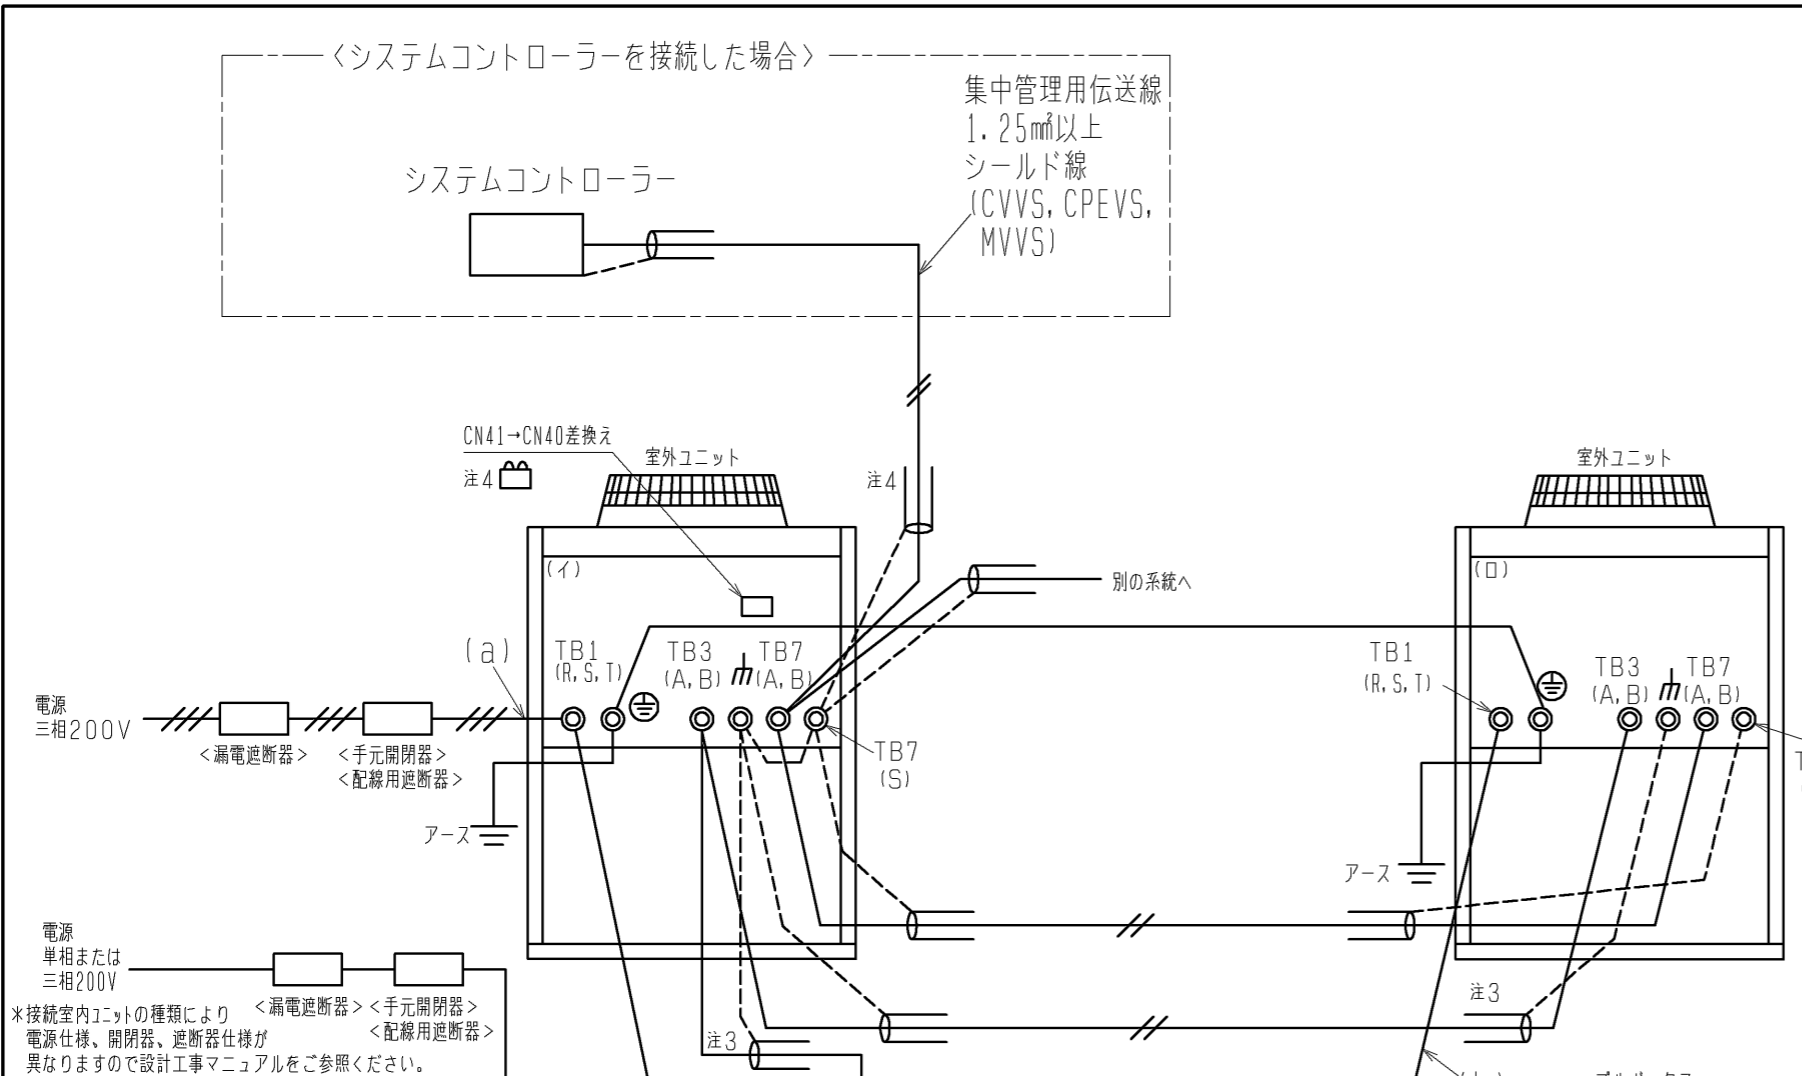 〈システムコントローラーを接続した場合〉
集中管理用伝送線
1.25㎟以上
シールド線
(CVVS, CPEVS,
MVVS)
システムコントローラー
CN41→CN40差換え
注4
室外ユニット
注4
室外ユニット
(イ)
別の系統へ
(ロ)
(a)
TB1
(R, S, T)
TB3
(A, B)
TB7
(A, B)
TB1
(R, S, T)
TB3
(A, B)
TB7
(A, B)
電源
三相200V
<漏電遮断器>
<手元開閉器>
<配線用遮断器>
TB7
(S)
アース
アース
電源
単相または
三相200V
<漏電遮断器>
<手元開閉器>
<配線用遮断器>
注3
注3
*接続室内ユニットの種類により
電源仕様、開閉器、遮断器仕様が
異なりますので設計工事マニュアルをご参照ください。